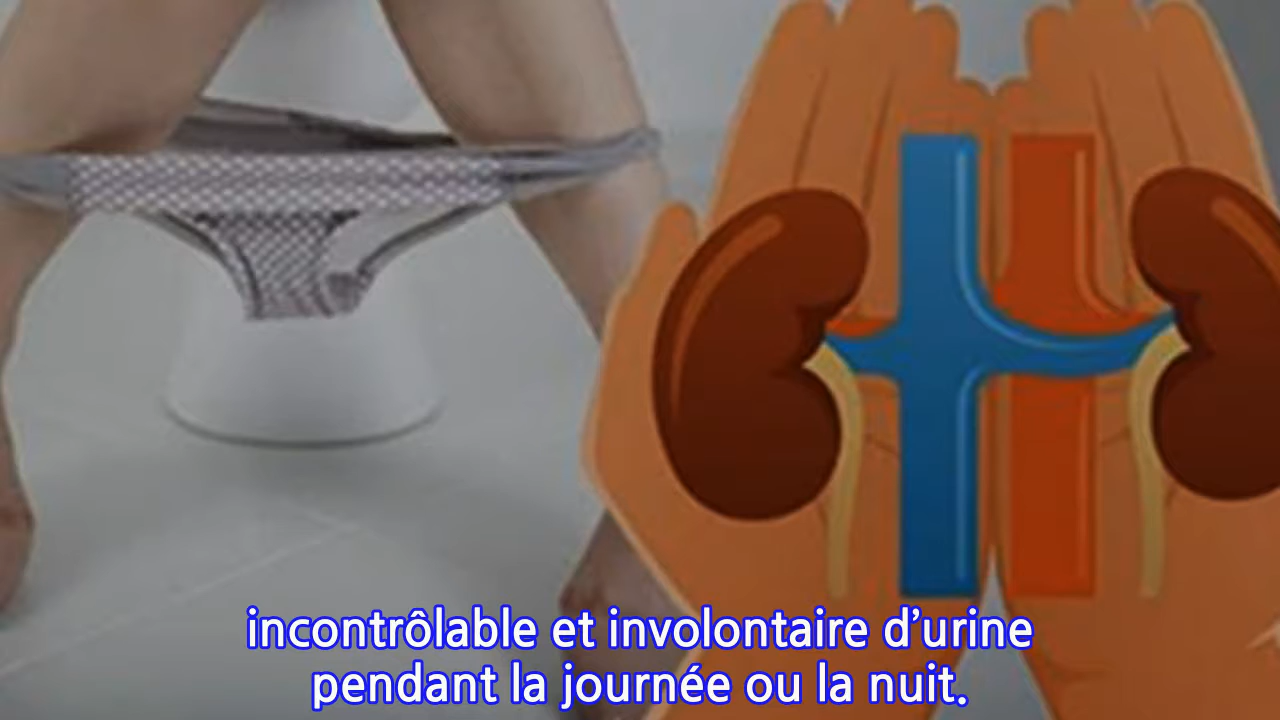 incontrôlable et involontaire d’urine
pendant la journée ou la nuit.